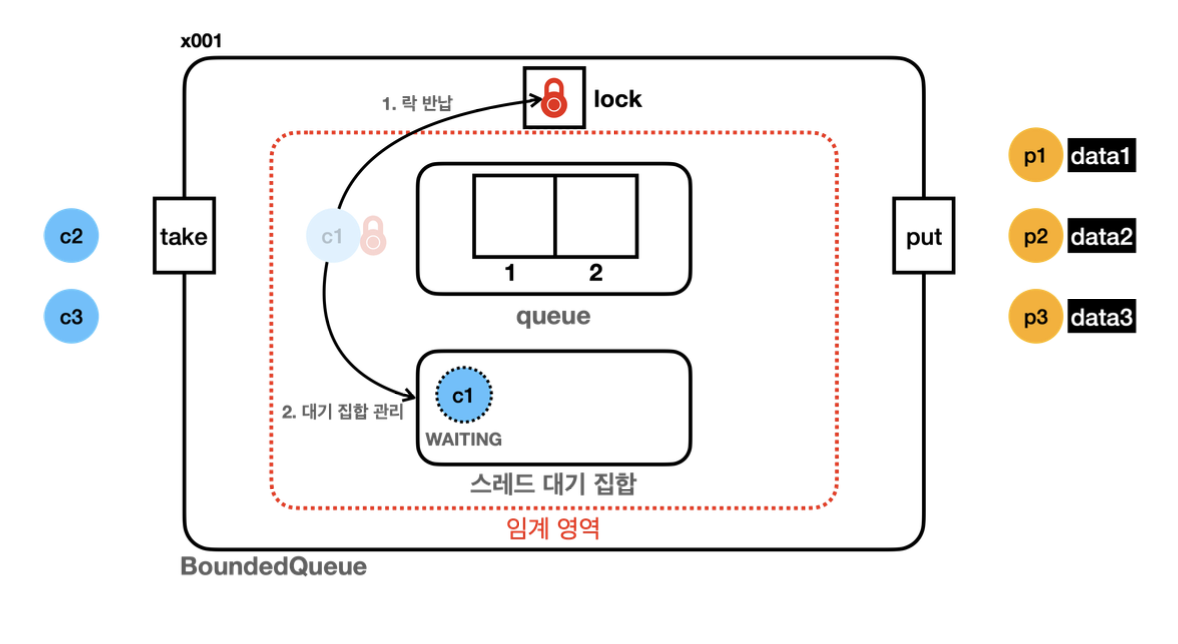 x001
1. 락 반납
lock
p1 data1
c2
take
c1
1 2
put
p2 data2
c3
queue
p3 data3
2. 대기 집합 관리
c1
WAITING
스레드 대기 집합
임계 영역
BoundedQueue